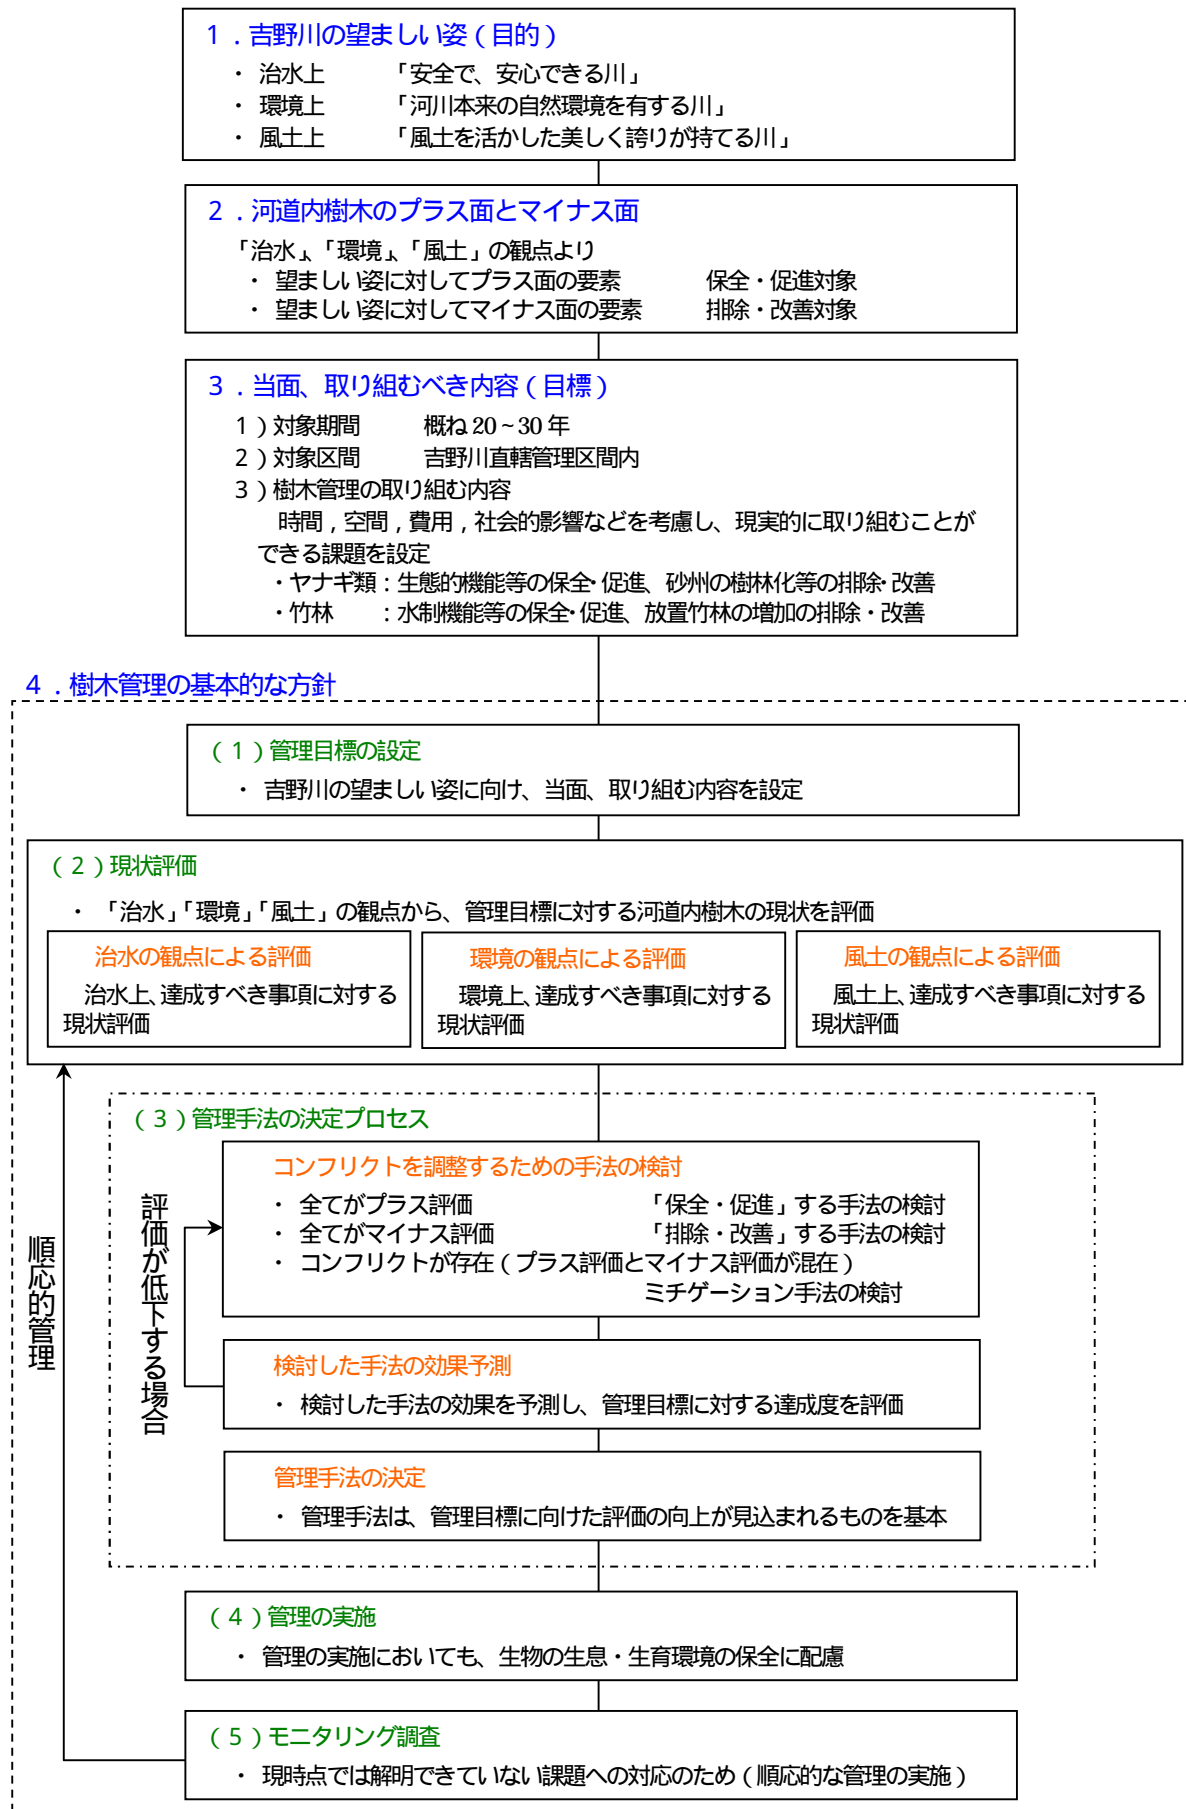 １．吉野川の望ましい姿（目的）
・ 治水上 「安全で、安心できる川」
・ 環境上 「河川本来の自然環境を有する川」
・ 風土上 「風土を活かした美しく誇りが持てる川」
２．河道内樹木のプラス面とマイナス面
「治水」、「環境」、「風土」の観点より
・ 望ましい姿に対してプラス面の要素 保全・促進対象
・ 望ましい姿に対してマイナス面の要素 排除・改善対象
３．当面、取り組むべき内容（目標）
１）対象期間 概ね 20~30 年
２）対象区間 吉野川直轄管理区間内
３）樹木管理の取り組む内容
時間，空間，費用，社会的影響などを考慮し、現実的に取り組むことが
できる課題を設定
・ヤナギ類：生態的機能等の保全・促進、砂州の樹林化等の排除・改善
・竹林 ：水制機能等の保全・促進、放置竹林の増加の排除・改善
４．樹木管理の基本的な方針
（１）管理目標の設定
・ 吉野川の望ましい姿に向け、当面、取り組む内容を設定
（２）現状評価
・ 「治水」「環境」「風土」の観点から、管理目標に対する河道内樹木の現状を評価
治水の観点による評価
治水上、達成すべき事項に対する
現状評価
環境の観点による評価
環境上、達成すべき事項に対する
現状評価
風土の観点による評価
風土上、達成すべき事項に対する
現状評価
（３）管理手法の決定プロセス
コンフリクトを調整するための手法の検討
・ 全てがプラス評価 「保全・促進」する手法の検討
・ 全てがマイナス評価 「排除・改善」する手法の検討
・ コンフリクトが存在（プラス評価とマイナス評価が混在）
ミチゲーション手法の検討
評価が低下する場合
順応的管理
検討した手法の効果予測
・ 検討した手法の効果を予測し、管理目標に対する達成度を評価
管理手法の決定
・ 管理手法は、管理目標に向けた評価の向上が見込まれるものを基本
（４）管理の実施
・ 管理の実施においても、生物の生息・生育環境の保全に配慮
（５）モニタリング調査
・ 現時点では解明できていない課題への対応のため（順応的な管理の実施）